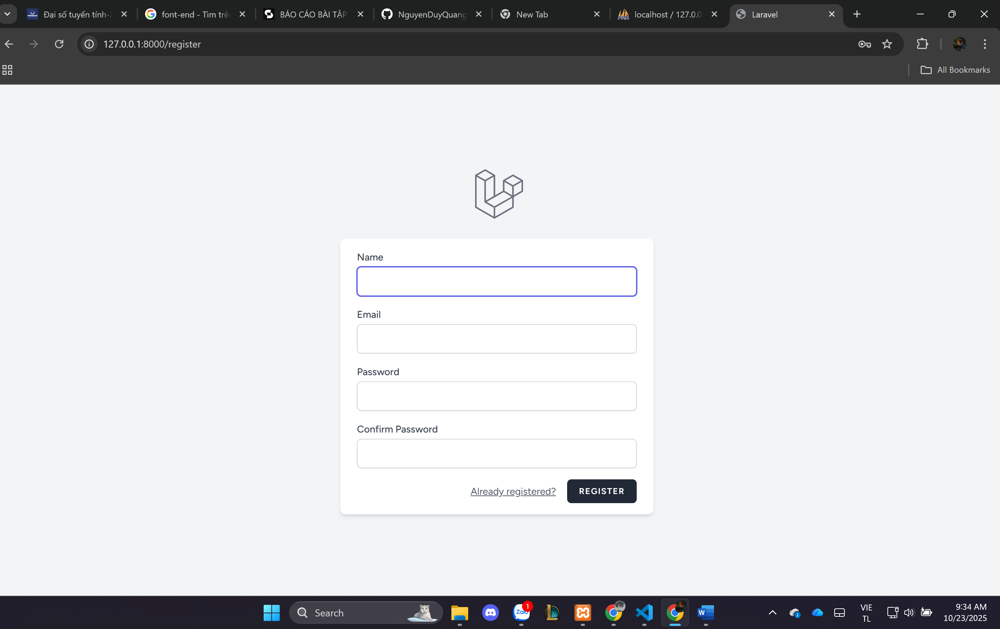 Đại số tuyến tính-2
font-end - Tìm trên
BÁO CÁO BÀI TẬP
NguyenDuyQuang
New Tab
localhost / 127.0.0
Laravel
127.0.0.1:8000/register
All Bookmarks
Name
Email
Password
Confirm Password
Already registered?
REGISTER
Search
Zalo
1
VIE
TL
9:34 AM
10/23/2025